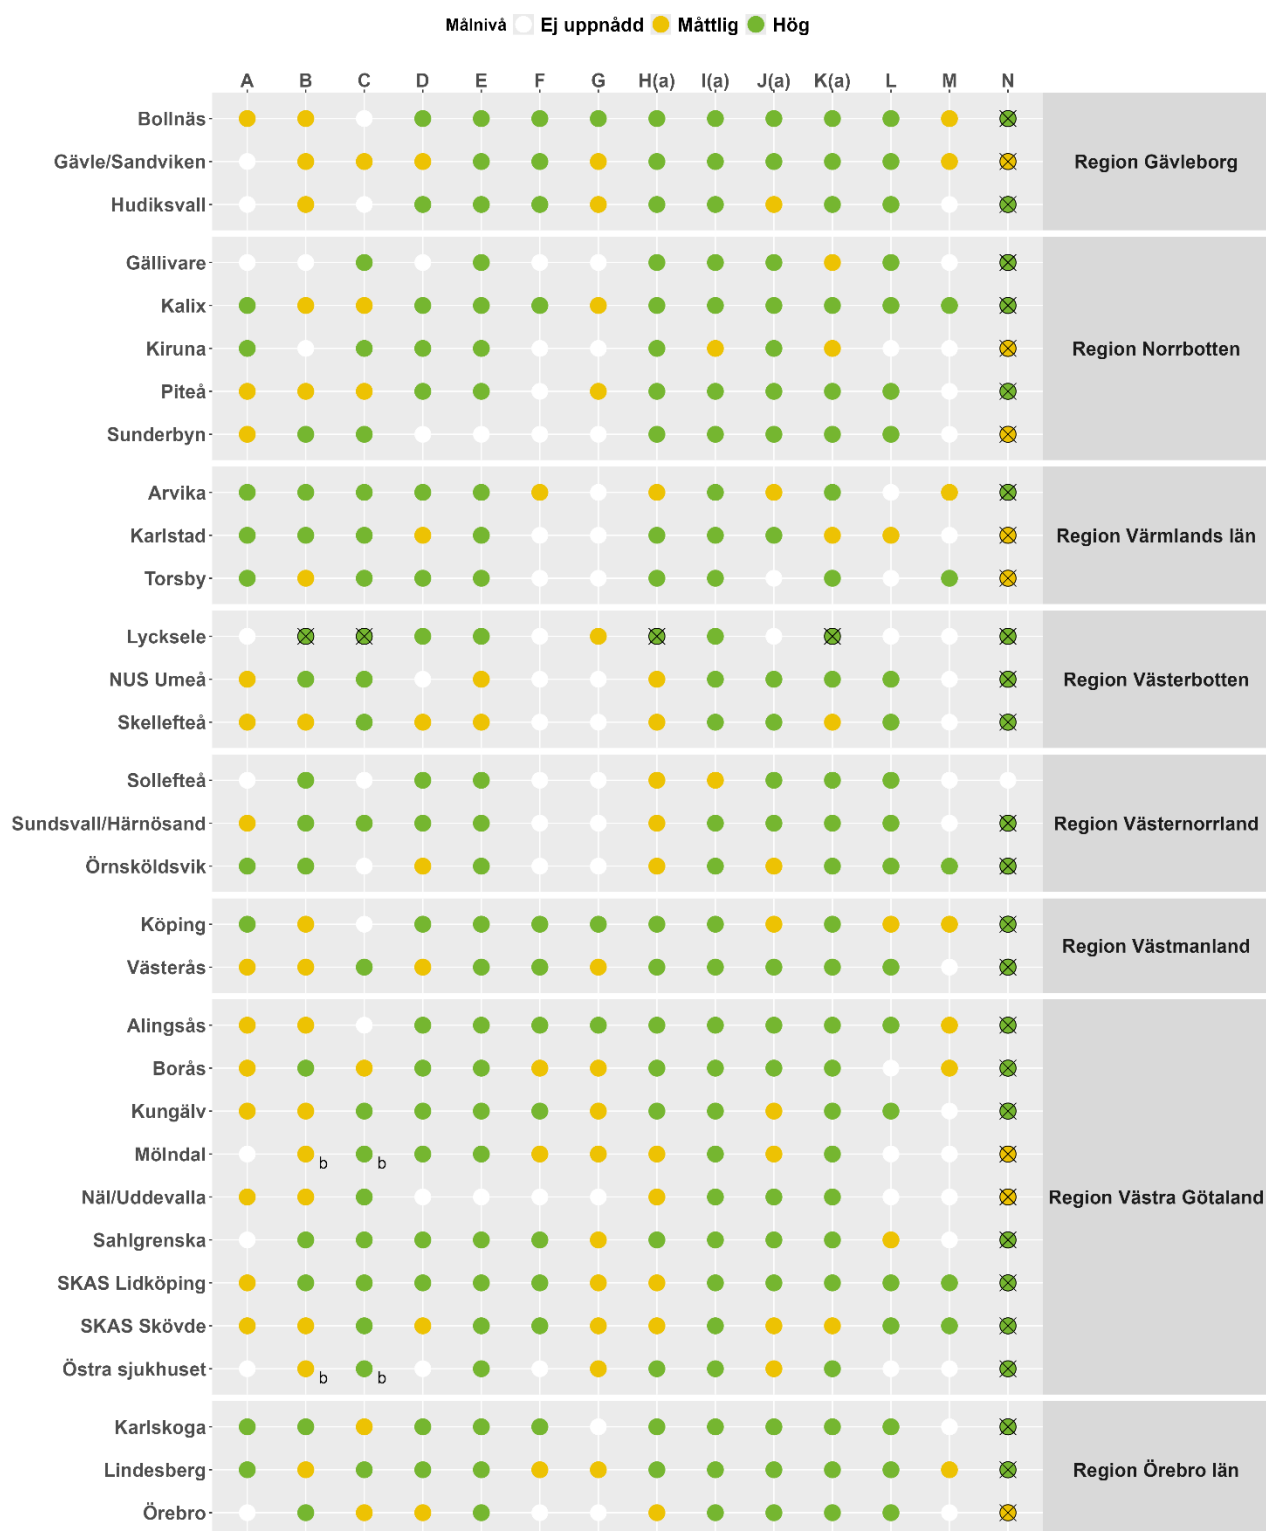 Målnivå Ej uppnådd Måttlig Hög
A B C D E F G H(a) I(a) J(a) K(a) L M N
Bollnäs
Gävle/Sandviken Region Gävleborg
Hudiksvall
Gällivare
Kalix
Kiruna Region Norrbotten
Piteå
Sunderbyn
Arvika
Karlstad Region Värmlands län
Torsby
Lycksele
NUS Umeå Region Västerbotten
Skellefteå
Sollefteå
Sundsvall/Härnösand Region Västernorrland
Örnsköldsvik
Köping
Region Västmanland
Västerås
Alingsås
Borås
Kungälv
Mölndal b b
Näl/Uddevalla Region Västra Götaland
Sahlgrenska
SKAS Lidköping
SKAS Skövde
Östra sjukhuset b b
Karlskoga
Lindesberg Region Örebro län
Örebro